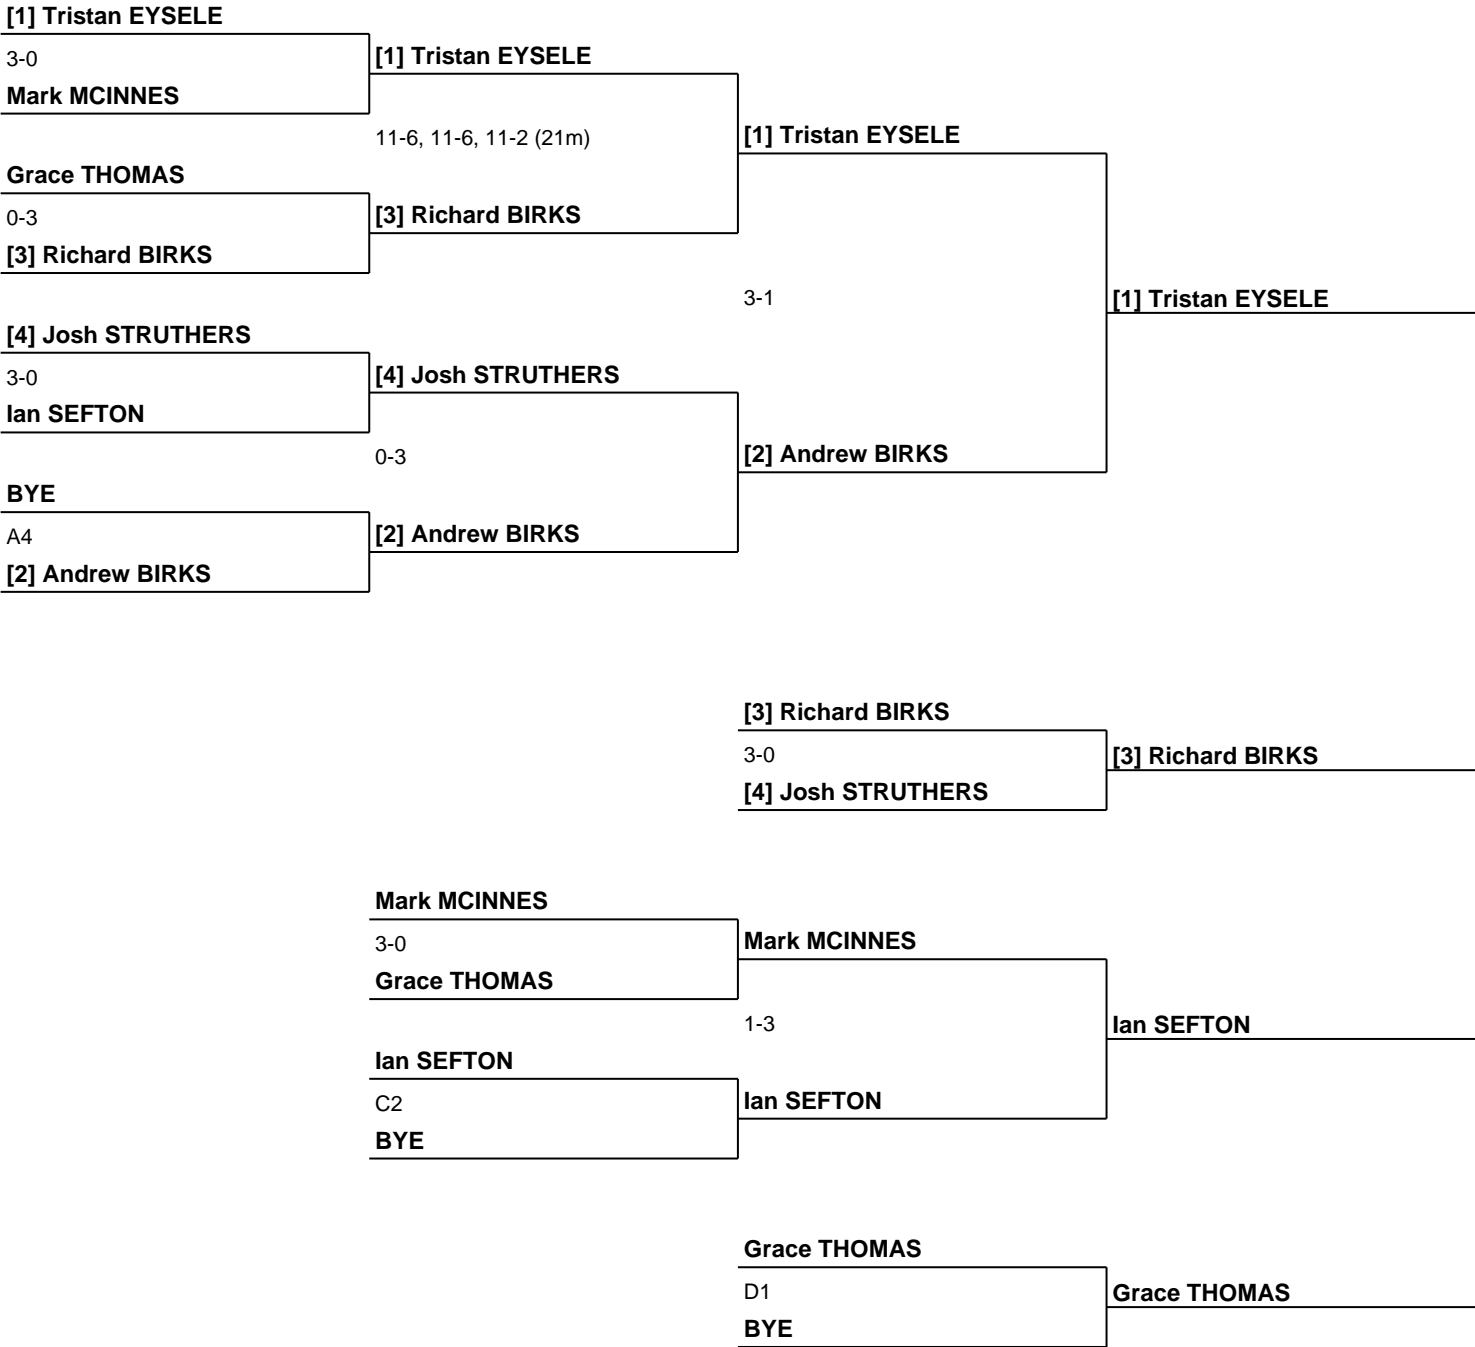 [1] Tristan EYSELE
3-0
[1] Tristan EYSELE
Mark MCINNES
11-6, 11-6, 11-2 (21m)
[1] Tristan EYSELE
Grace THOMAS
0-3
[3] Richard BIRKS
[3] Richard BIRKS
3-1
[1] Tristan EYSELE
[4] Josh STRUTHERS
3-0
[4] Josh STRUTHERS
Ian SEFTON
0-3
[2] Andrew BIRKS
BYE
A4
[2] Andrew BIRKS
[2] Andrew BIRKS
[3] Richard BIRKS
3-0
[3] Richard BIRKS
[4] Josh STRUTHERS
Mark MCINNES
3-0
Mark MCINNES
Grace THOMAS
1-3
Ian SEFTON
Ian SEFTON
C2
Ian SEFTON
BYE
Grace THOMAS
D1
Grace THOMAS
BYE